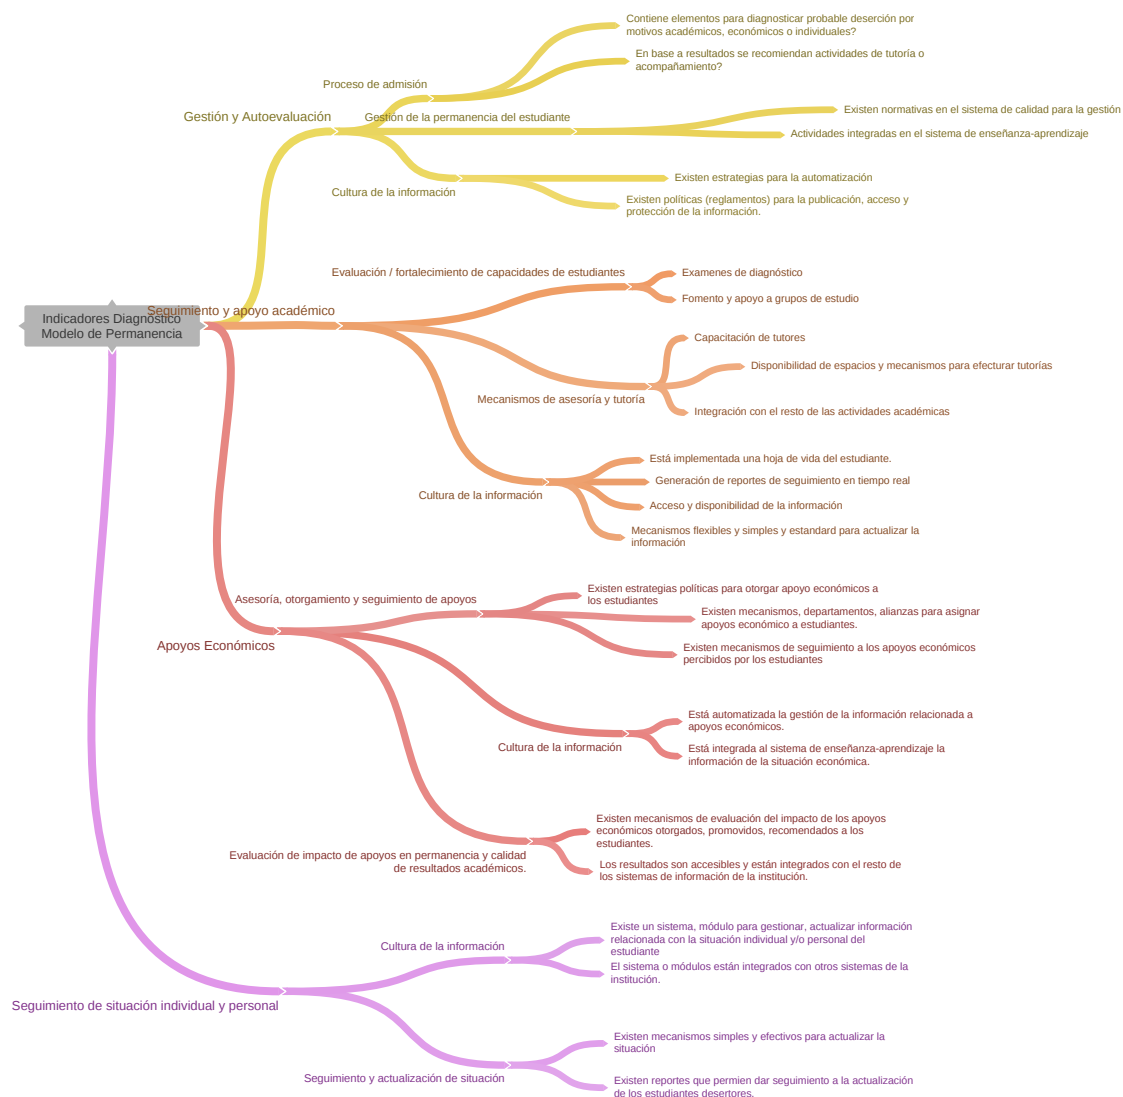 Indicadores Diagnóstico
Modelo de Permanencia
Gestión y Autoevaluación
Proceso de admisión
Contiene elementos para diagnosticar probable deserción por
motivos académicos, económicos o individuales?
En base a resultados se recomiendan actividades de tutoría o
acompañamiento?
Gestión de la permanencia del estudiante
Existen normativas en el sistema de calidad para la gestión
Actividades integradas en el sistema de enseñanza-aprendizaje
Cultura de la información
Existen estrategias para la automatización
Existen políticas (reglamentos) para la publicación, acceso y
protección de la información.
Seguimiento y apoyo académico
Evaluación / fortalecimiento de capacidades de estudiantes
Examenes de diagnóstico
Fomento y apoyo a grupos de estudio
Mecanismos de asesoría y tutoría
Capacitación de tutores
Disponibilidad de espacios y mecanismos para efecturar tutorías
Integración con el resto de las actividades académicas
Cultura de la información
Está implementada una hoja de vida del estudiante.
Generación de reportes de seguimiento en tiempo real
Acceso y disponibilidad de la información
Mecanismos flexibles y simples y estandard para actualizar la
información
Apoyos Económicos
Asesoría, otorgamiento y seguimiento de apoyos
Existen estrategias políticas para otorgar apoyo económicos a
los estudiantes
Existen mecanismos, departamentos, alianzas para asignar
apoyos económico a estudiantes.
Existen mecanismos de seguimiento a los apoyos económicos
percibidos por los estudiantes
Cultura de la información
Está automatizada la gestión de la información relacionada a
apoyos económicos.
Está integrada al sistema de enseñanza-aprendizaje la
información de la situación económica.
Evaluación de impacto de apoyos en permanencia y calidad
de resultados académicos.
Existen mecanismos de evaluación del impacto de los apoyos
económicos otorgados, promovidos, recomendados a los
estudiantes.
Los resultados son accesibles y están integrados con el resto de
los sistemas de información de la institución.
Seguimiento de situación individual y personal
Cultura de la información
Existe un sistema, módulo para gestionar, actualizar información
relacionada con la situación individual y/o personal del
estudiante
El sistema o módulos están integrados con otros sistemas de la
institución.
Seguimiento y actualización de situación
Existen mecanismos simples y efectivos para actualizar la
situación
Existen reportes que permien dar seguimiento a la actualización
de los estudiantes desertores.